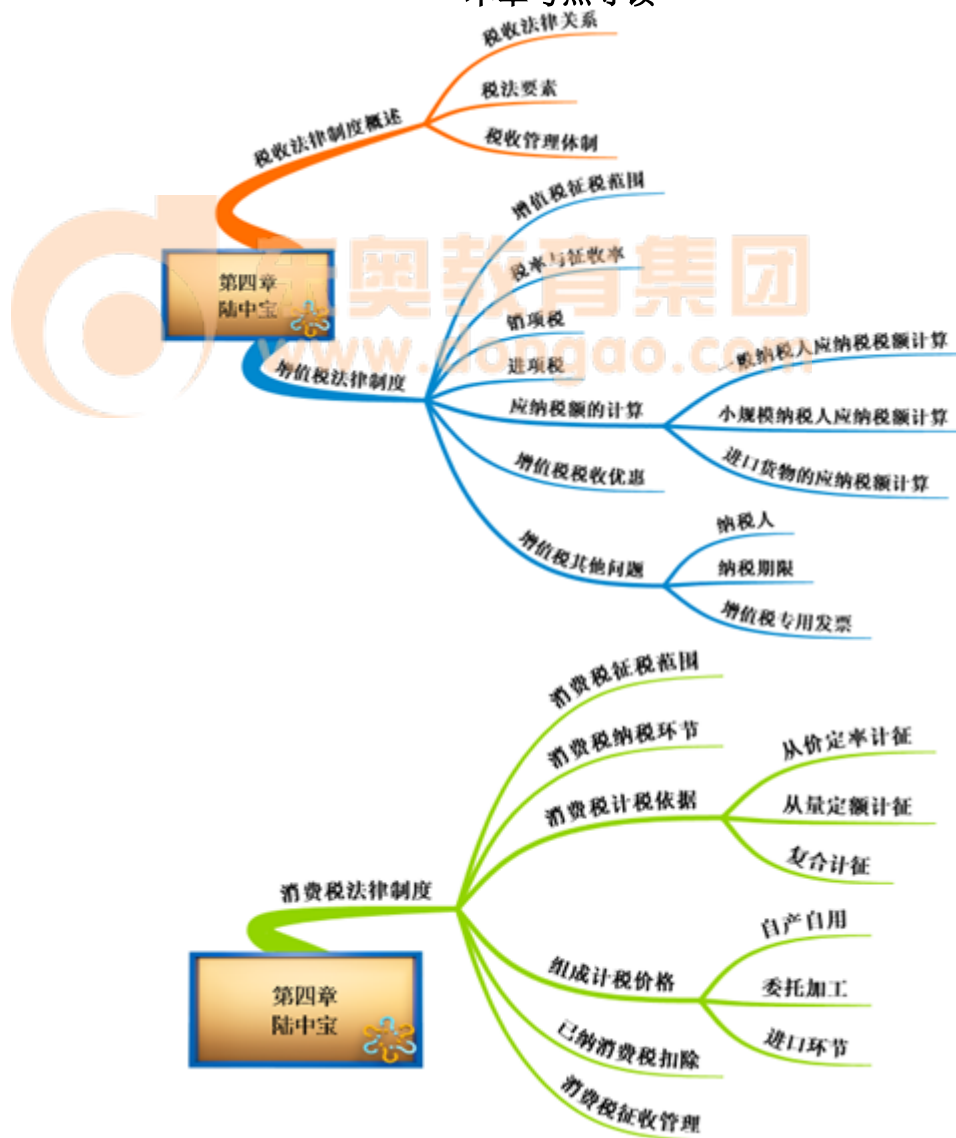 税收法律关系
税法要素
税收法律制度概述
税收管理体制
增值税征税范围
东奥教育集团
税率与征收率
第四章
陆中宝
销项税
www.dongao.com
一般纳税人应纳税税额计算
进项税
增值税法律制度
应纳税额的计算
小规模纳税人应纳税额计算
进口货物的应纳税额计算
增值税税收优惠
纳税人
增值税其他问题
纳税期限
增值税专用发票
消费税征税范围
消费税纳税环节
从价定率计征
消费税计税依据
从量定额计征
复合计征
消费税法律制度
自产自用
组成计税价格
委托加工
第四章
陆中宝
进口环节
已纳消费税扣除
消费税征收管理